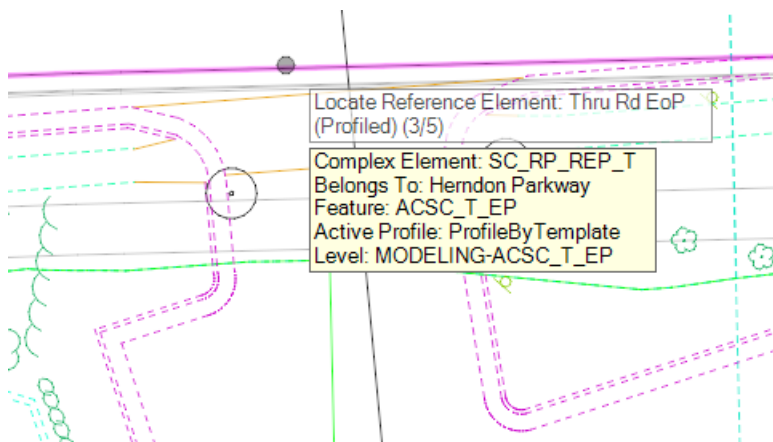 Locate Reference Element: Thru Rd EoP
(Profiled) (3/5)
Complex Element: SC_RP_REP_T
Belongs To: Herndon Parkway
Feature: ACSC_T_EP
Active Profile: ProfileByTemplate
Level: MODELING-ACSC_T_EP